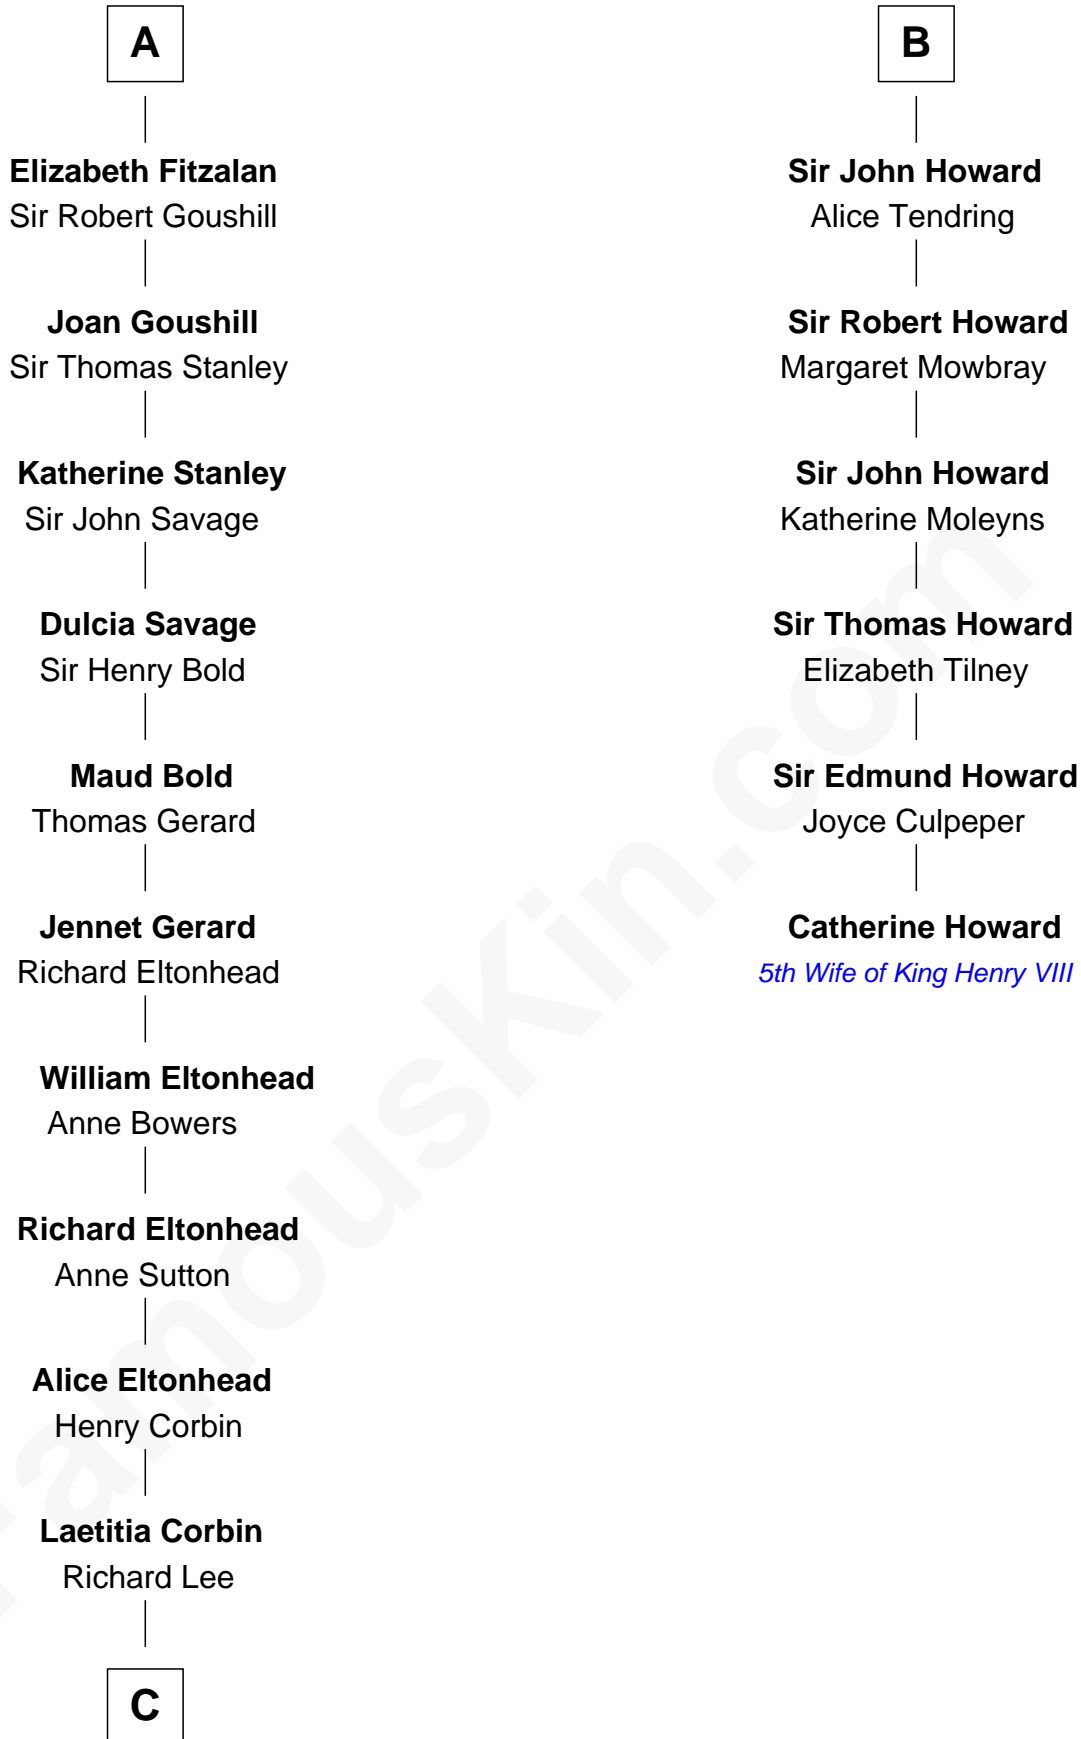 A
Elizabeth Fitzalan
Sir Robert Goushill
Joan Goushill
Sir Thomas Stanley
Katherine Stanley
Sir John Savage
Dulcia Savage
Sir Henry Bold
Maud Bold
Thomas Gerard
Jennet Gerard
Richard Eltonhead
William Eltonhead
Anne Bowers
Richard Eltonhead
Anne Sutton
Alice Eltonhead
Henry Corbin
Laetitia Corbin
Richard Lee
C
B
Sir John Howard
Alice Tendring
Sir Robert Howard
Margaret Mowbray
Sir John Howard
Katherine Moleyns
Sir Thomas Howard
Elizabeth Tilney
Sir Edmund Howard
Joyce Culpeper
Catherine Howard
5th Wife of King Henry VIII
FamousKin.com